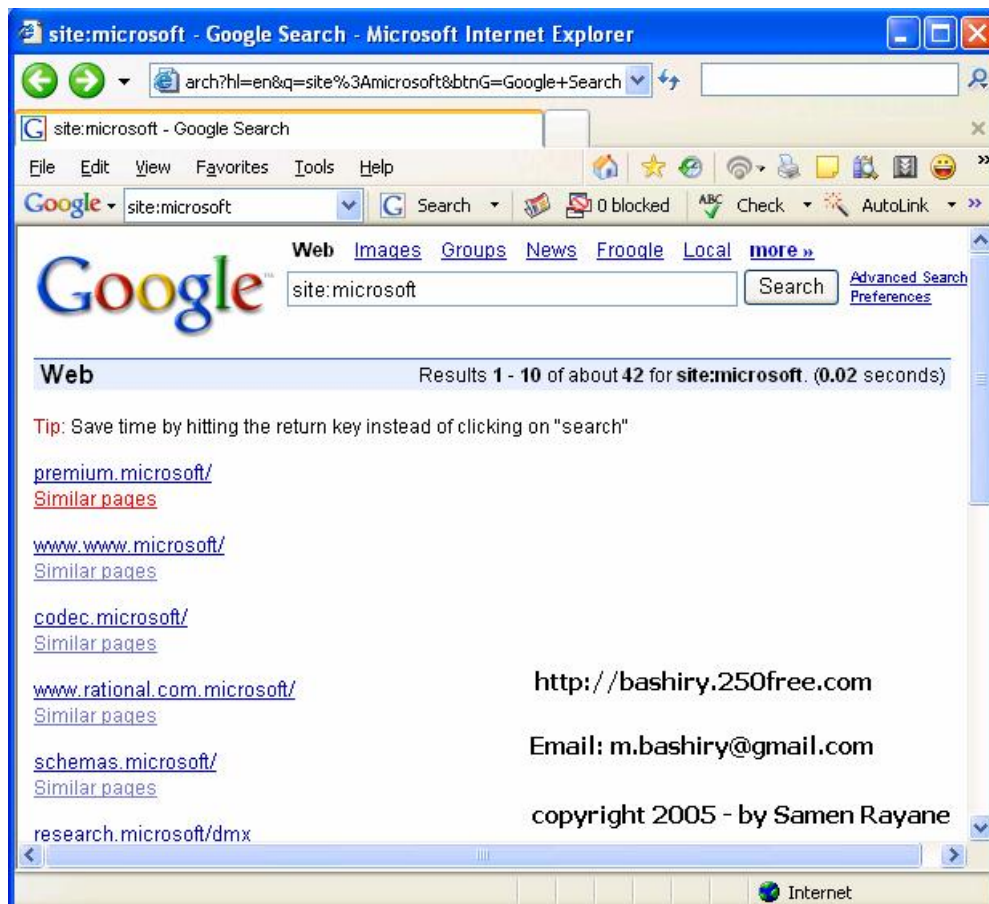 site:microsoft - Google Search - Microsoft Internet Explorer
arch?hl=en&q=site%3Amicrosoft&btnG=Google+Search
G site:microsoft - Google Search
File Edit View Favorites Tools Help »
Google site:microsoft G Search 0 blocked ABC Check AutoLink »
Web Images Groups News Froogle Local more »
Google™ site:microsoft Search Advanced Search
Preferences
Web Results 1 - 10 of about 42 for site:microsoft. (0.02 seconds)
Tip: Save time by hitting the return key instead of clicking on "search"
premium.microsoft/
Similar pages
www.www.microsoft/
Similar pages
codec.microsoft/
Similar pages
www.rational.com.microsoft/
Similar pages
http://bashiry.250free.com
schemas.microsoft/
Similar pages
Email: m.bashiry@gmail.com
research.microsoft/dmx
copyright 2005 - by Samen Rayane
Internet